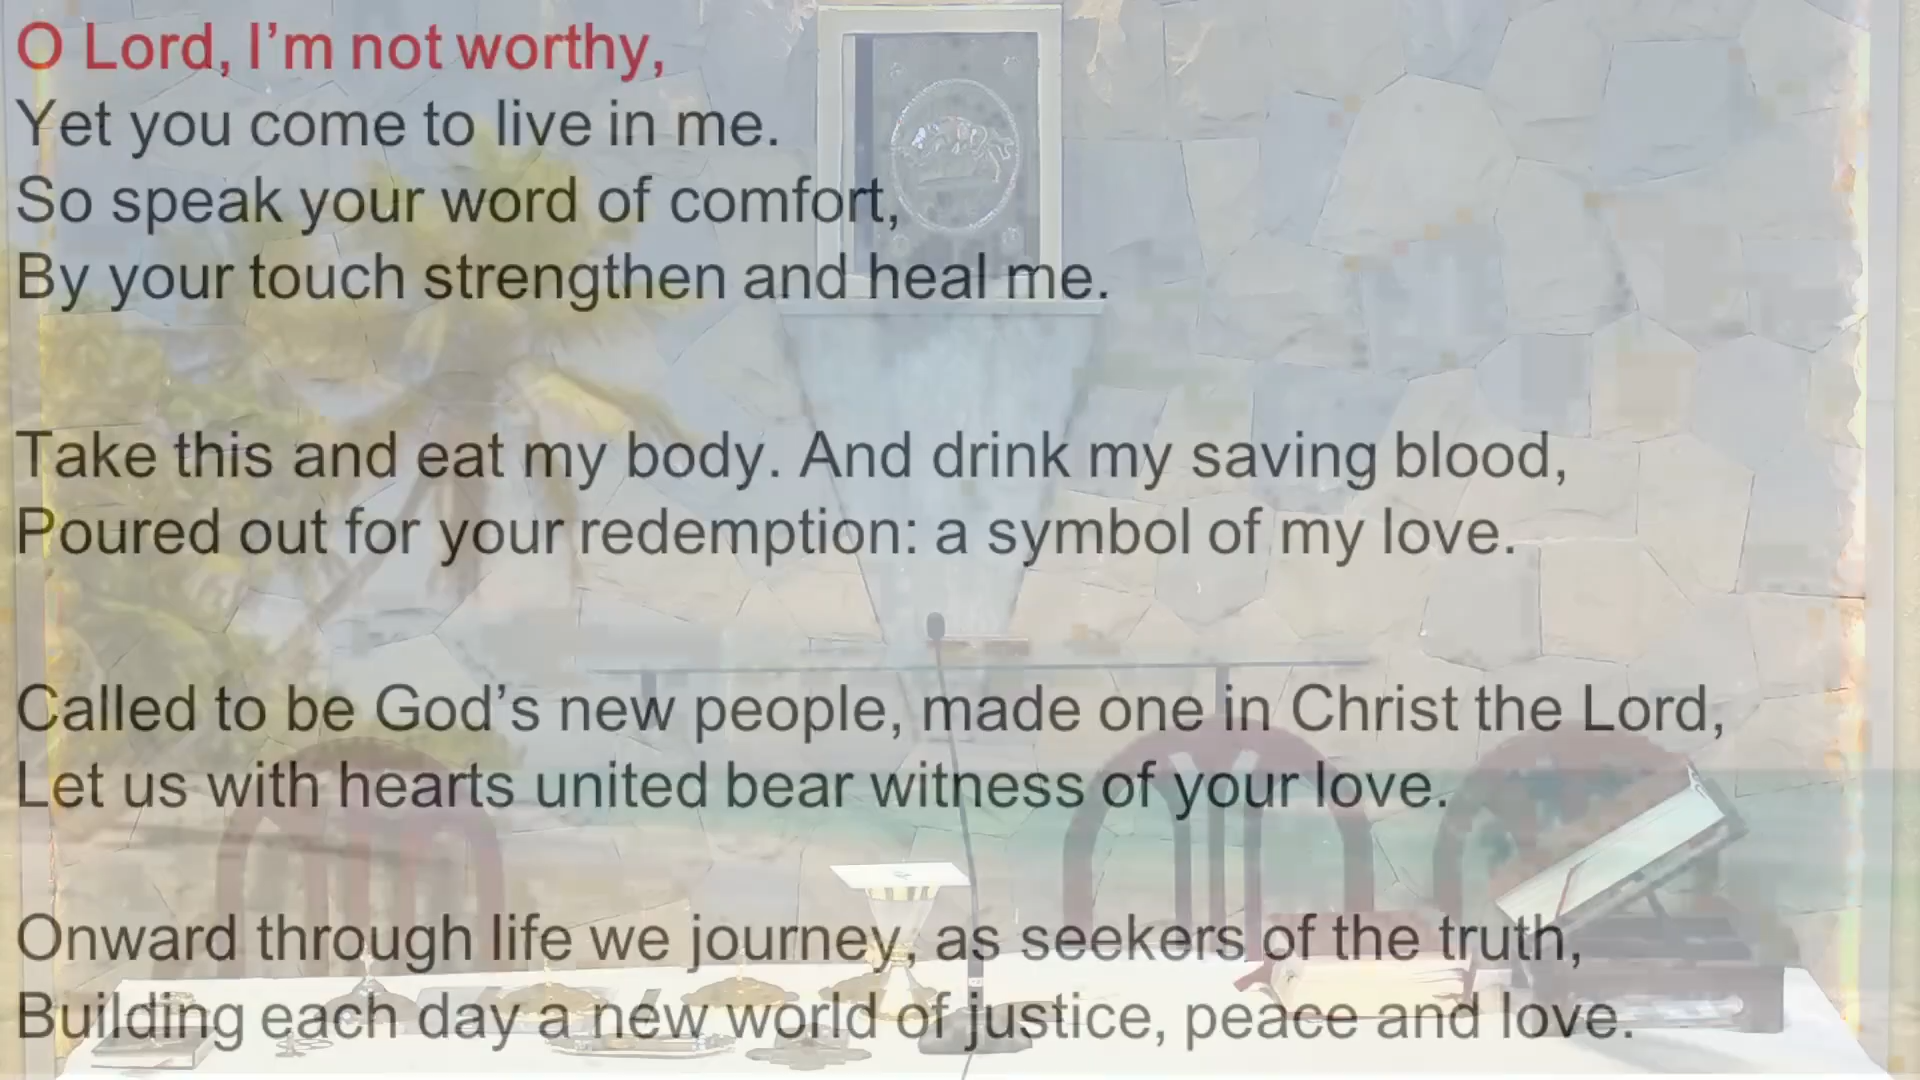 O Lord, I’m not worthy,
Yet you come to live in me.
So speak your word of comfort,
By your touch strengthen and heal me.
Take this and eat my body. And drink my saving blood,
Poured out for your redemption: a symbol of my love.
Called to be God’s new people, made one in Christ the Lord,
Let us with hearts united bear witness of your love.
Onward through life we journey, as seekers of the truth,
Building each day a new world of justice, peace and love.